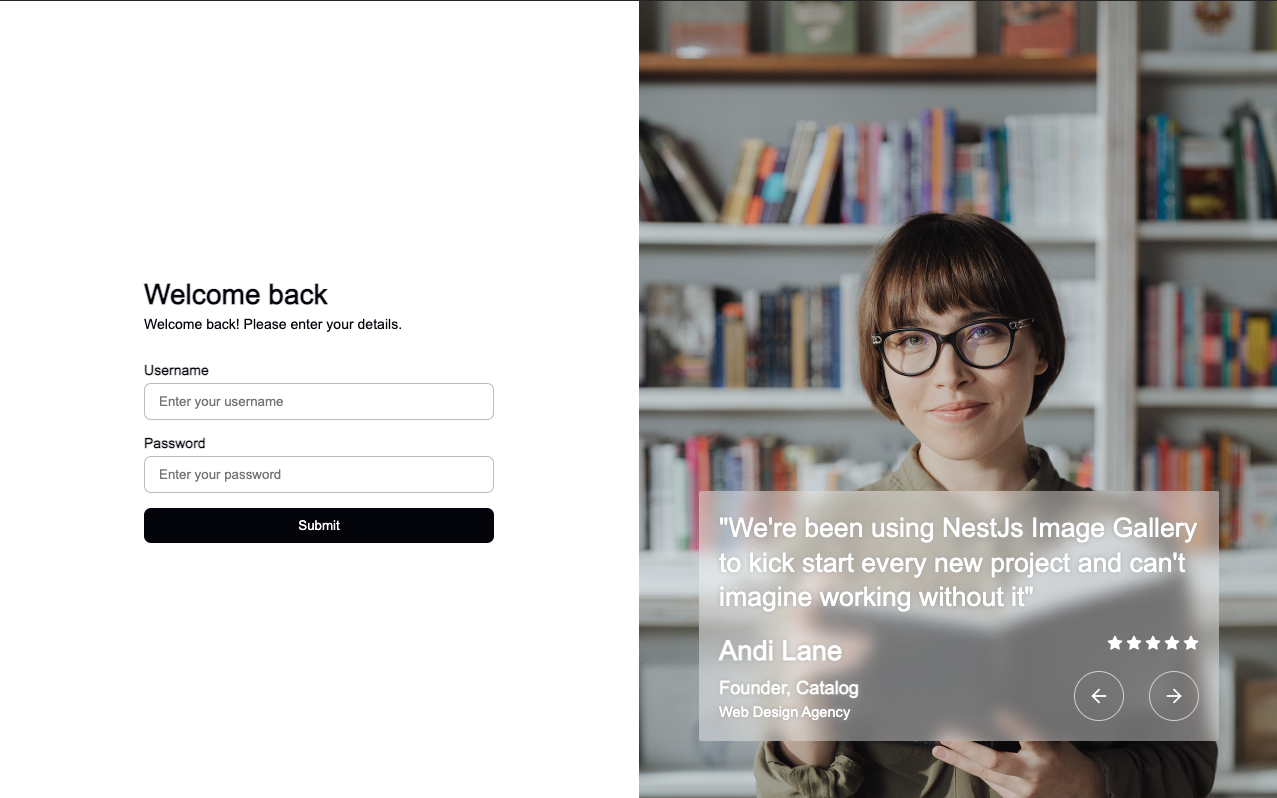 Welcome back
Welcome back! Please enter your details.
Username
Enter your username
Password
Enter your password
Submit
"We're been using NestJs Image Gallery
to kick start every new project and can't
imagine working without it"
Andi Lane
Founder, Catalog
Web Design Agency